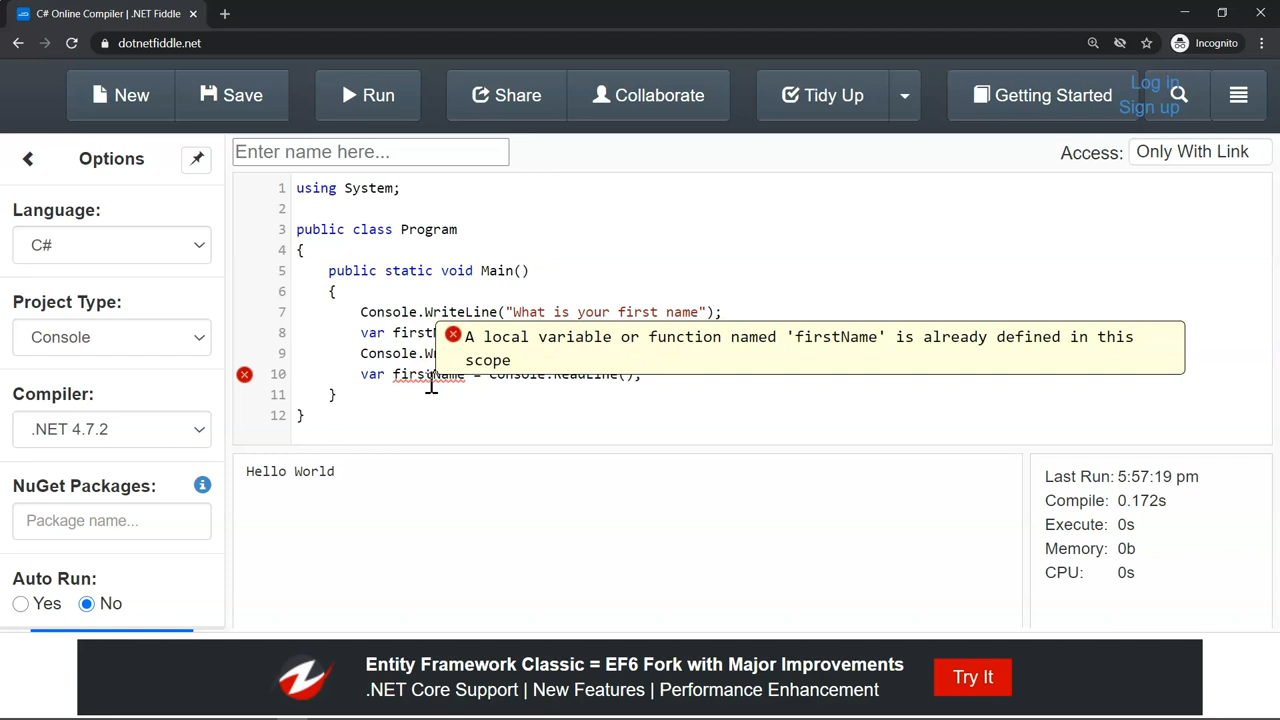 C# Online Compiler | .NET Fiddle
dotnetfiddle.net
Incognito
New
Save
Run
Share
Collaborate
Tidy Up
Getting Started
Log in
Sign up
Options
Enter name here...
Access:
Only With Link
Language:
C#
Project Type:
Console
Compiler:
.NET 4.7.2
NuGet Packages:
Package name...
Auto Run:
Yes
No
1 using System;
2
3 public class Program
4 {
5 public static void Main()
6 {
7 Console.WriteLine("What is your first name");
8 var first
9 Console.W
10 var firstName = Console.ReadLine();
11 }
12 }
A local variable or function named 'firstName' is already defined in this
scope
Hello World
Last Run: 5:57:19 pm
Compile: 0.172s
Execute: 0s
Memory: 0b
CPU: 0s
Entity Framework Classic = EF6 Fork with Major Improvements
.NET Core Support | New Features | Performance Enhancement
Try It